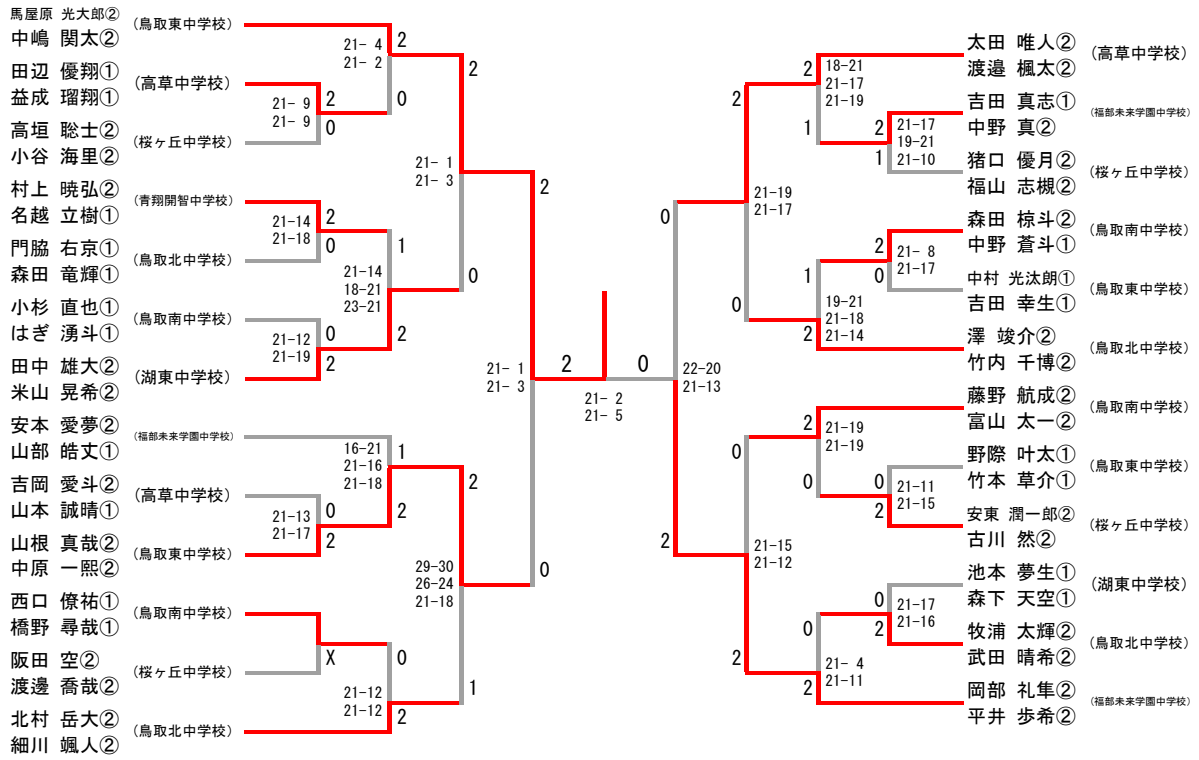 馬屋原 光大郎②
中嶋 関太②
(鳥取東中学校)
田辺 優翔①
益成 瑠翔①
(高草中学校)
高垣 聡士②
小谷 海里②
(桜ヶ丘中学校)
村上 暁弘②
名越 立樹①
(青翔開智中学校)
門脇 右京①
森田 竜輝①
(鳥取北中学校)
小杉 直也①
はぎ 湧斗①
(鳥取南中学校)
田中 雄大②
米山 晃希②
(湖東中学校)
安本 愛夢②
山部 皓丈①
(福部未来学園中学校)
吉岡 愛斗②
山本 誠晴①
(高草中学校)
山根 真哉②
中原 一熙②
(鳥取東中学校)
西口 僚祐①
橋野 尋哉①
(鳥取南中学校)
阪田 空②
渡邊 喬哉②
(桜ヶ丘中学校)
北村 岳大②
細川 颯人②
(鳥取北中学校)
21- 9
21- 9
2
0
21-14
21-18
2
0
21-12
21-19
0
2
21-13
21-17
0
2
X
21- 4
21- 2
2
0
21-14
18-21
23-21
1
2
16-21
21-16
21-18
1
2
21-12
21-12
0
2
21- 1
21- 3
2
0
29-30
26-24
21-18
2
1
21- 1
21- 3
2
0
2
0
21- 2
21- 5
22-20
21-13
0
2
21-19
21-17
2
0
21-15
21-12
0
2
18-21
21-17
21-19
2
1
19-21
21-18
21-14
1
2
21-19
21-19
2
0
21- 4
21-11
0
2
21-17
19-21
21-10
2
1
21- 8
21-17
2
0
21-11
21-15
0
2
21-17
21-16
0
2
太田 唯人②
渡邉 楓太②
(高草中学校)
吉田 真志①
中野 真②
(福部未来学園中学校)
猪口 優月②
福山 志槻②
(桜ヶ丘中学校)
森田 椋斗②
中野 蒼斗①
(鳥取南中学校)
中村 光汰朗①
吉田 幸生①
(鳥取東中学校)
澤 竣介②
竹内 千博②
(鳥取北中学校)
藤野 航成②
富山 太一②
(鳥取南中学校)
野際 叶太①
竹本 草介①
(鳥取東中学校)
安東 潤一郎②
古川 然②
(桜ヶ丘中学校)
池本 夢生①
森下 天空①
(湖東中学校)
牧浦 太輝②
武田 晴希②
(鳥取北中学校)
岡部 礼隼②
平井 歩希②
(福部未来学園中学校)